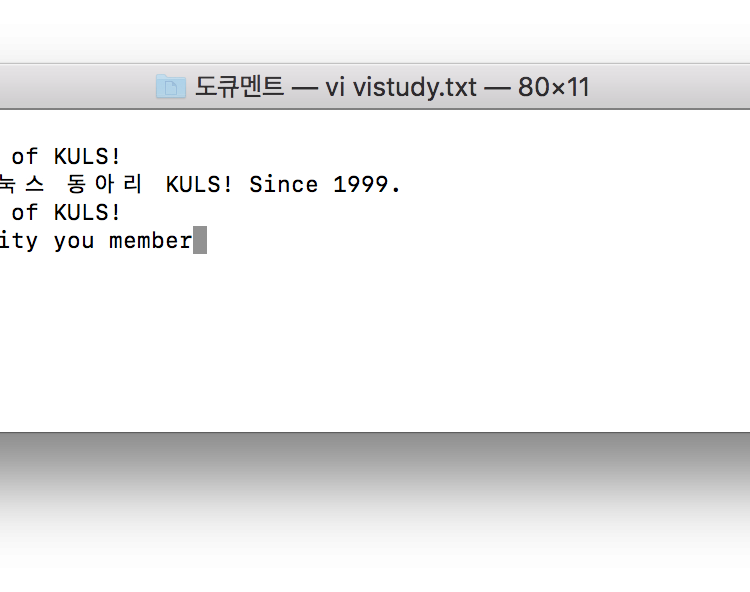 도큐멘트 — vi vistudy.txt — 80×11
of KULS!
눅스 동아리 KULS! Since 1999.
of KULS!
ity you member